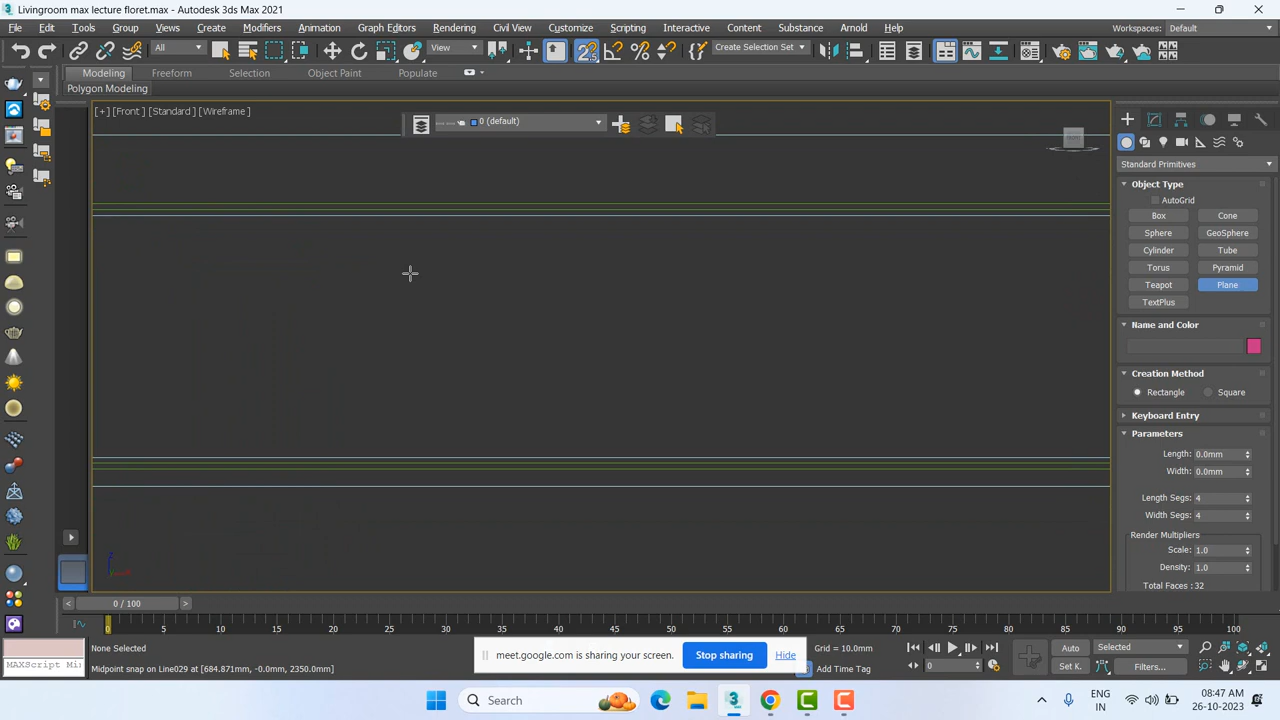 Livingroom max lecture floret.max - Autodesk 3ds Max 2021
File Edit Tools Group Views Create Modifiers Animation Graph Editors Rendering Civil View Customize Scripting Interactive Content Substance Arnold Help
Workspaces: Default
All View Create Selection Set
Modeling Freeform Selection Object Paint Populate
Polygon Modeling
[+] [Front ] [Standard ] [Wireframe ]
0 (default)
FRONT
Standard Primitives
Object Type
AutoGrid
Box Cone
Sphere GeoSphere
Cylinder Tube
Torus Pyramid
Teapot Plane
TextPlus
Name and Color
Creation Method
Rectangle Square
Keyboard Entry
Parameters
Length: 0.0mm
Width: 0.0mm
Length Segs: 4
Width Segs: 4
Render Multipliers
Scale: 1.0
Density: 1.0
Total Faces : 32
< 0 / 100 >
0 5 10 15 20 25 30 35 40 45 50 55 60 65 70 75 80 85 90 95 100
None Selected
Midpoint snap on Line029 at [684.871mm, -0.0mm, 2350.0mm]
MAXScript Mi
meet.google.com is sharing your screen. Stop sharing Hide
Grid = 10.0mm
Add Time Tag
0
Auto Selected
Set K. Filters...
Search
ENG
IN
08:47 AM
26-10-2023